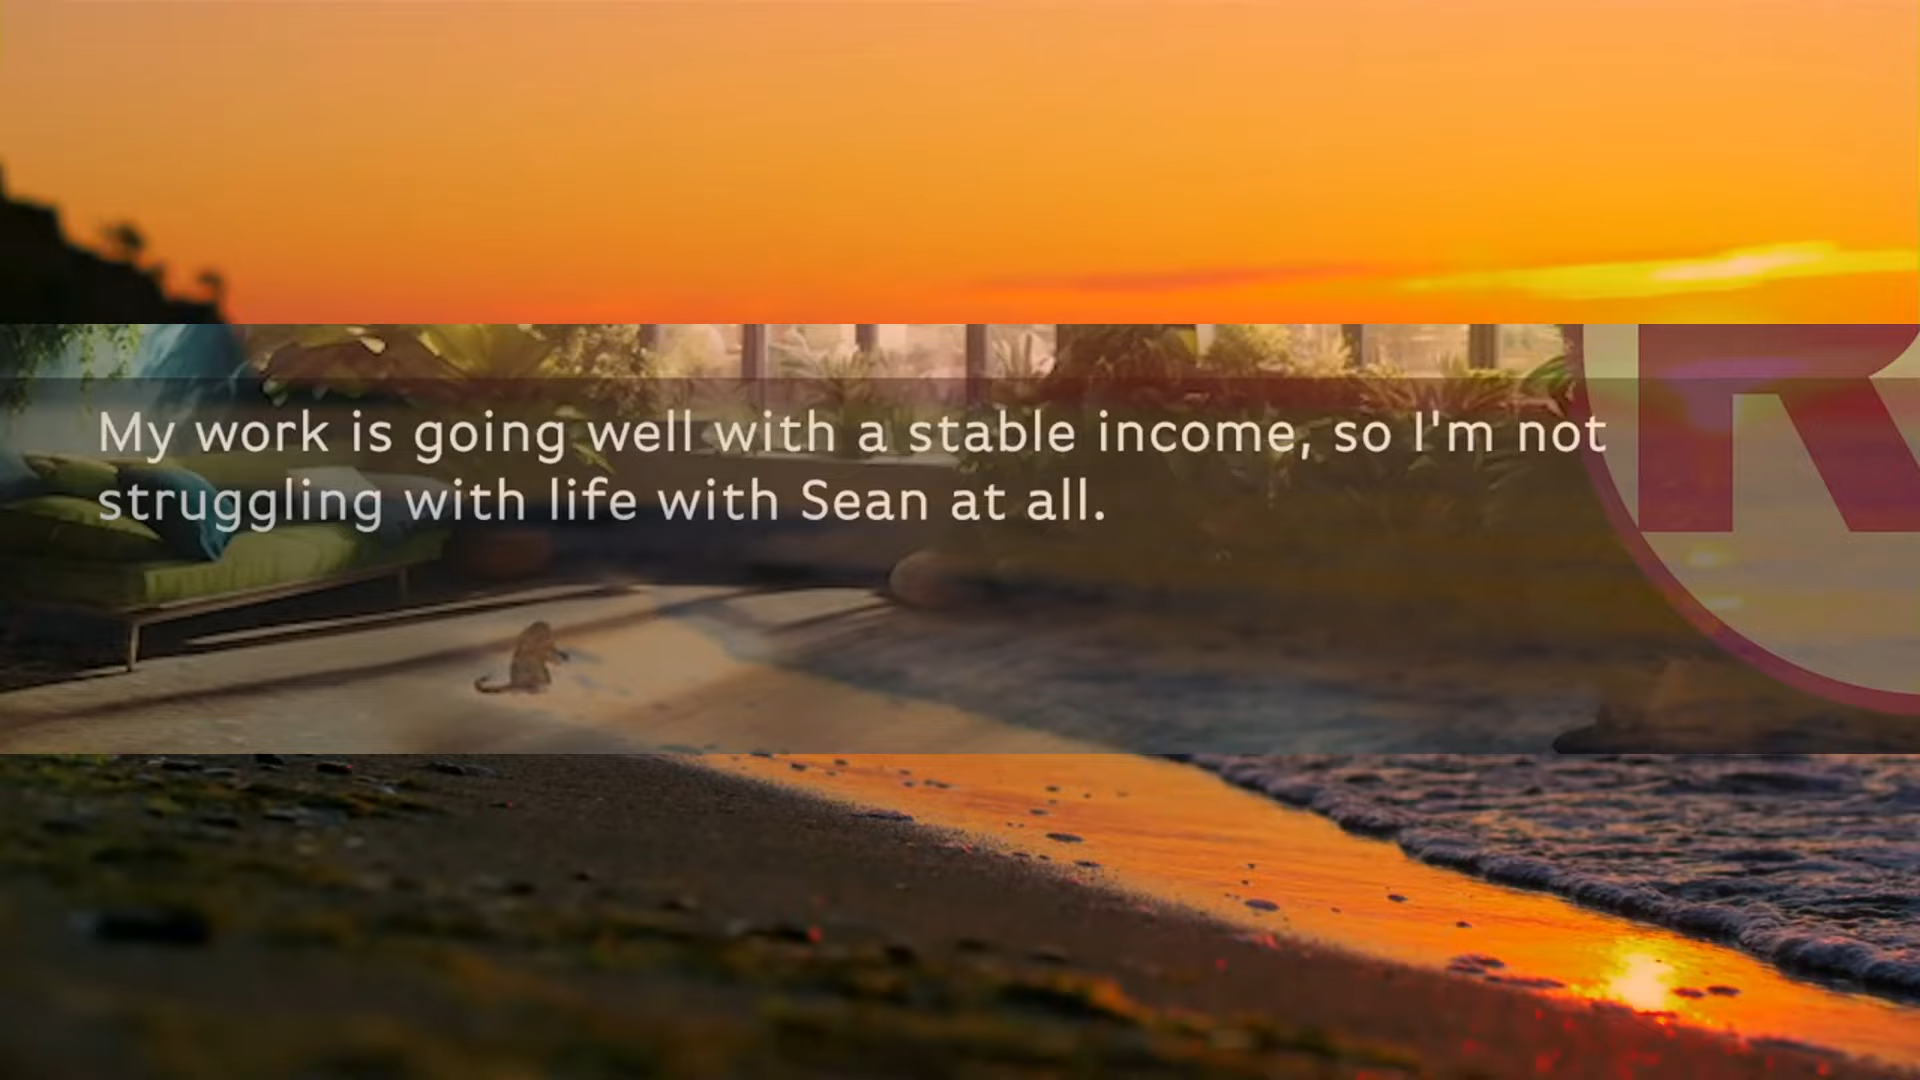 My work is going well with a stable income, so I'm not
struggling with life with Sean at all.
R